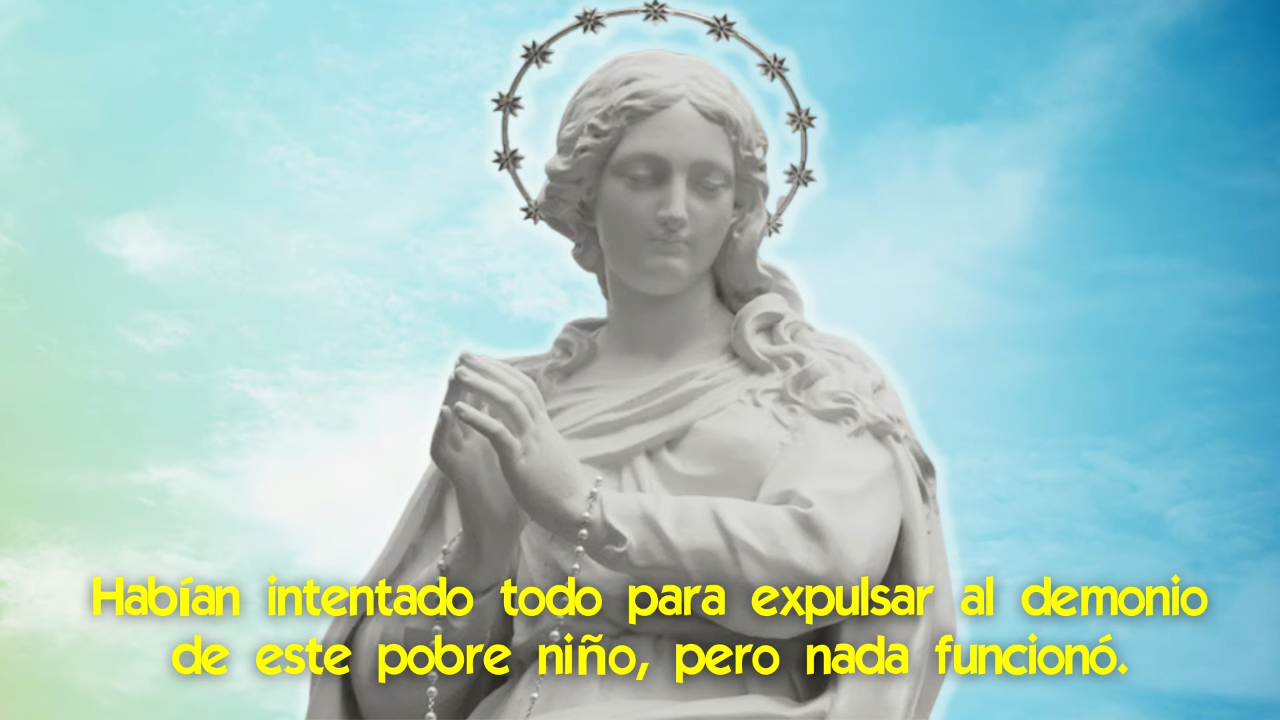 Habían intentado todo para expulsar al demonio
de este pobre niño, pero nada funcionó.